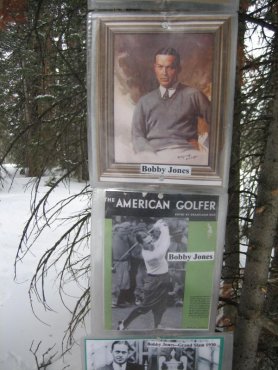 Bobby Jones
THE AMERICAN GOLFER
Bobby Jones
Bobby Jones-Grand Slam 1930